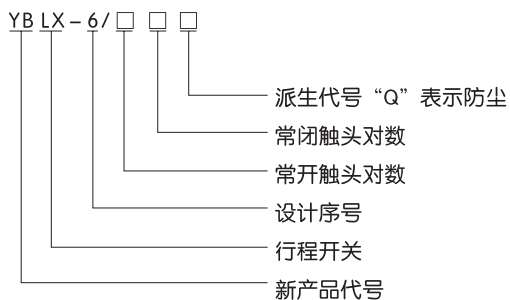 YB LX-6/□ □ □
派生代号“Q”表示防尘
常闭触头对数
常开触头对数
设计序号
行程开关
新产品代号